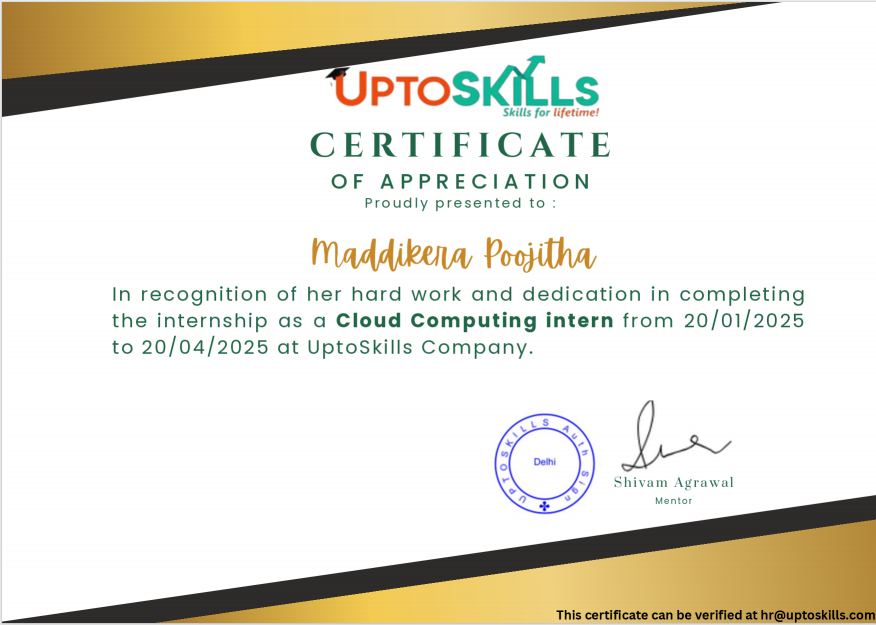 UPTOSKILLS
Skills for lifetime!
CERTIFICATE
OF APPRECIATION
Proudly presented to :
Maddikera Poojitha
In recognition of her hard work and dedication in completing
the internship as a Cloud Computing intern from 20/01/2025
to 20/04/2025 at UptoSkills Company.
UPTOSKILLS Auth Sign
Delhi
Shivam Agrawal
Mentor
This certificate can be verified at hr@uptoskills.com